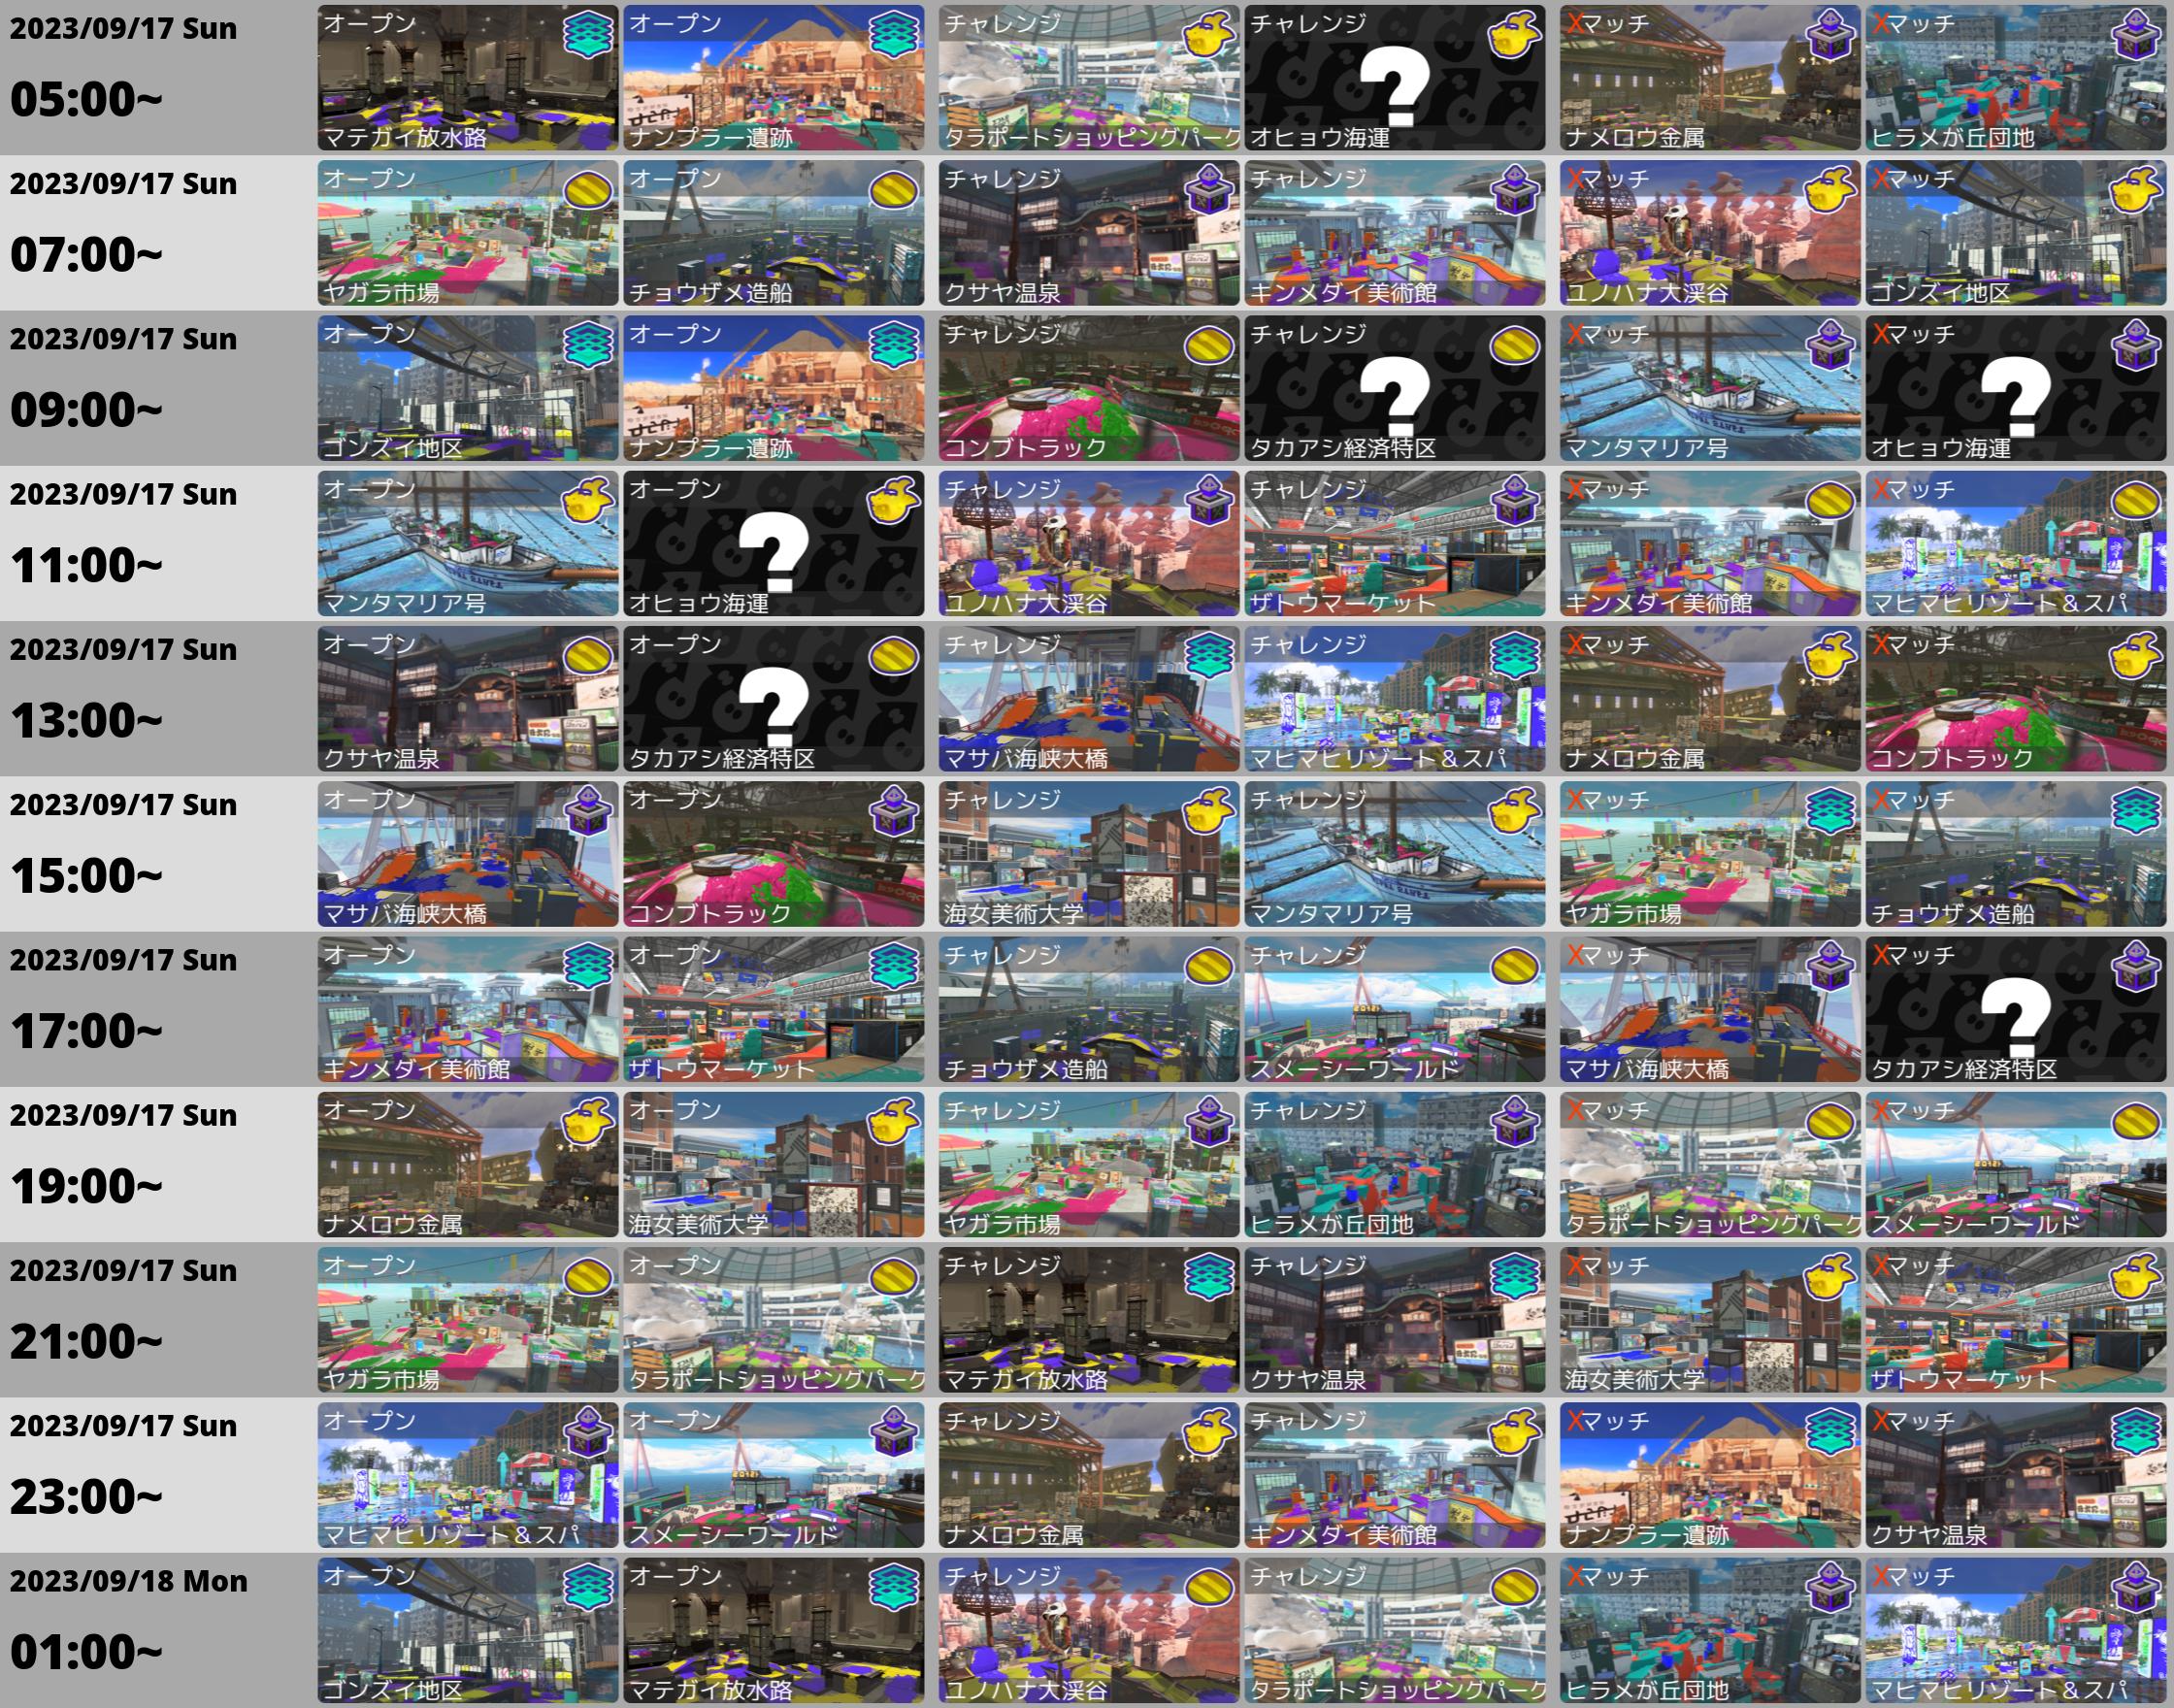 2023/09/17 Sun
05:00~
オープン
マテガイ放水路
オープン
ナンプラー遺跡
チャレンジ
タラポートショッピングパーク
チャレンジ
?
オヒョウ海運
Xマッチ
ナメロウ金属
Xマッチ
ヒラメが丘団地
2023/09/17 Sun
07:00~
オープン
ヤガラ市場
オープン
チョウザメ造船
チャレンジ
クサヤ温泉
チャレンジ
キンメダイ美術館
Xマッチ
ユノハナ大渓谷
Xマッチ
ゴンズイ地区
2023/09/17 Sun
09:00~
オープン
ゴンズイ地区
オープン
ナンプラー遺跡
チャレンジ
コンブトラック
チャレンジ
?
タカアシ経済特区
Xマッチ
マンタマリア号
Xマッチ
?
オヒョウ海運
2023/09/17 Sun
11:00~
オープン
マンタマリア号
オープン
?
オヒョウ海運
チャレンジ
ユノハナ大渓谷
チャレンジ
ザトウマーケット
Xマッチ
キンメダイ美術館
Xマッチ
マヒマヒリゾート&スパ
2023/09/17 Sun
13:00~
オープン
クサヤ温泉
オープン
?
タカアシ経済特区
チャレンジ
マサバ海峡大橋
チャレンジ
マヒマヒリゾート&スパ
Xマッチ
ナメロウ金属
Xマッチ
コンブトラック
2023/09/17 Sun
15:00~
オープン
マサバ海峡大橋
オープン
コンブトラック
チャレンジ
海女美術大学
チャレンジ
マンタマリア号
Xマッチ
ヤガラ市場
Xマッチ
チョウザメ造船
2023/09/17 Sun
17:00~
オープン
キンメダイ美術館
オープン
ザトウマーケット
チャレンジ
チョウザメ造船
チャレンジ
スメーシーワールド
Xマッチ
マサバ海峡大橋
Xマッチ
?
タカアシ経済特区
2023/09/17 Sun
19:00~
オープン
ナメロウ金属
オープン
海女美術大学
チャレンジ
ヤガラ市場
チャレンジ
ヒラメが丘団地
Xマッチ
タラポートショッピングパーク
Xマッチ
スメーシーワールド
2023/09/17 Sun
21:00~
オープン
ヤガラ市場
オープン
タラポートショッピングパーク
チャレンジ
マテガイ放水路
チャレンジ
クサヤ温泉
Xマッチ
海女美術大学
Xマッチ
ザトウマーケット
2023/09/17 Sun
23:00~
オープン
マヒマヒリゾート&スパ
オープン
スメーシーワールド
チャレンジ
ナメロウ金属
チャレンジ
キンメダイ美術館
Xマッチ
ナンプラー遺跡
Xマッチ
クサヤ温泉
2023/09/18 Mon
01:00~
オープン
ゴンズイ地区
オープン
マテガイ放水路
チャレンジ
ユノハナ大渓谷
チャレンジ
タラポートショッピングパーク
Xマッチ
ヒラメが丘団地
Xマッチ
マヒマヒリゾート&スパ